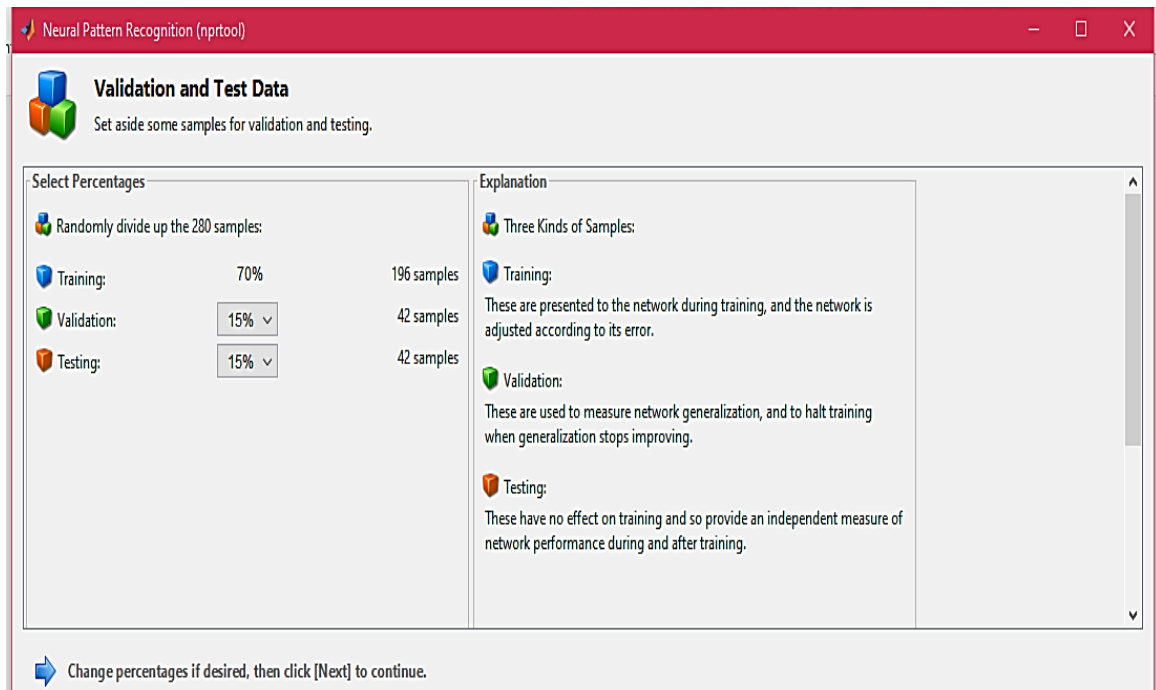 Neural Pattern Recognition (nprtool)
Validation and Test Data
Set aside some samples for validation and testing.
Select Percentages
Randomly divide up the 280 samples:
Training: 70% 196 samples
Validation: 15% 42 samples
Testing: 15% 42 samples
Explanation
Three Kinds of Samples:
Training:
These are presented to the network during training, and the network is
adjusted according to its error.
Validation:
These are used to measure network generalization, and to halt training
when generalization stops improving.
Testing:
These have no effect on training and so provide an independent measure of
network performance during and after training.
Change percentages if desired, then click [Next] to continue.